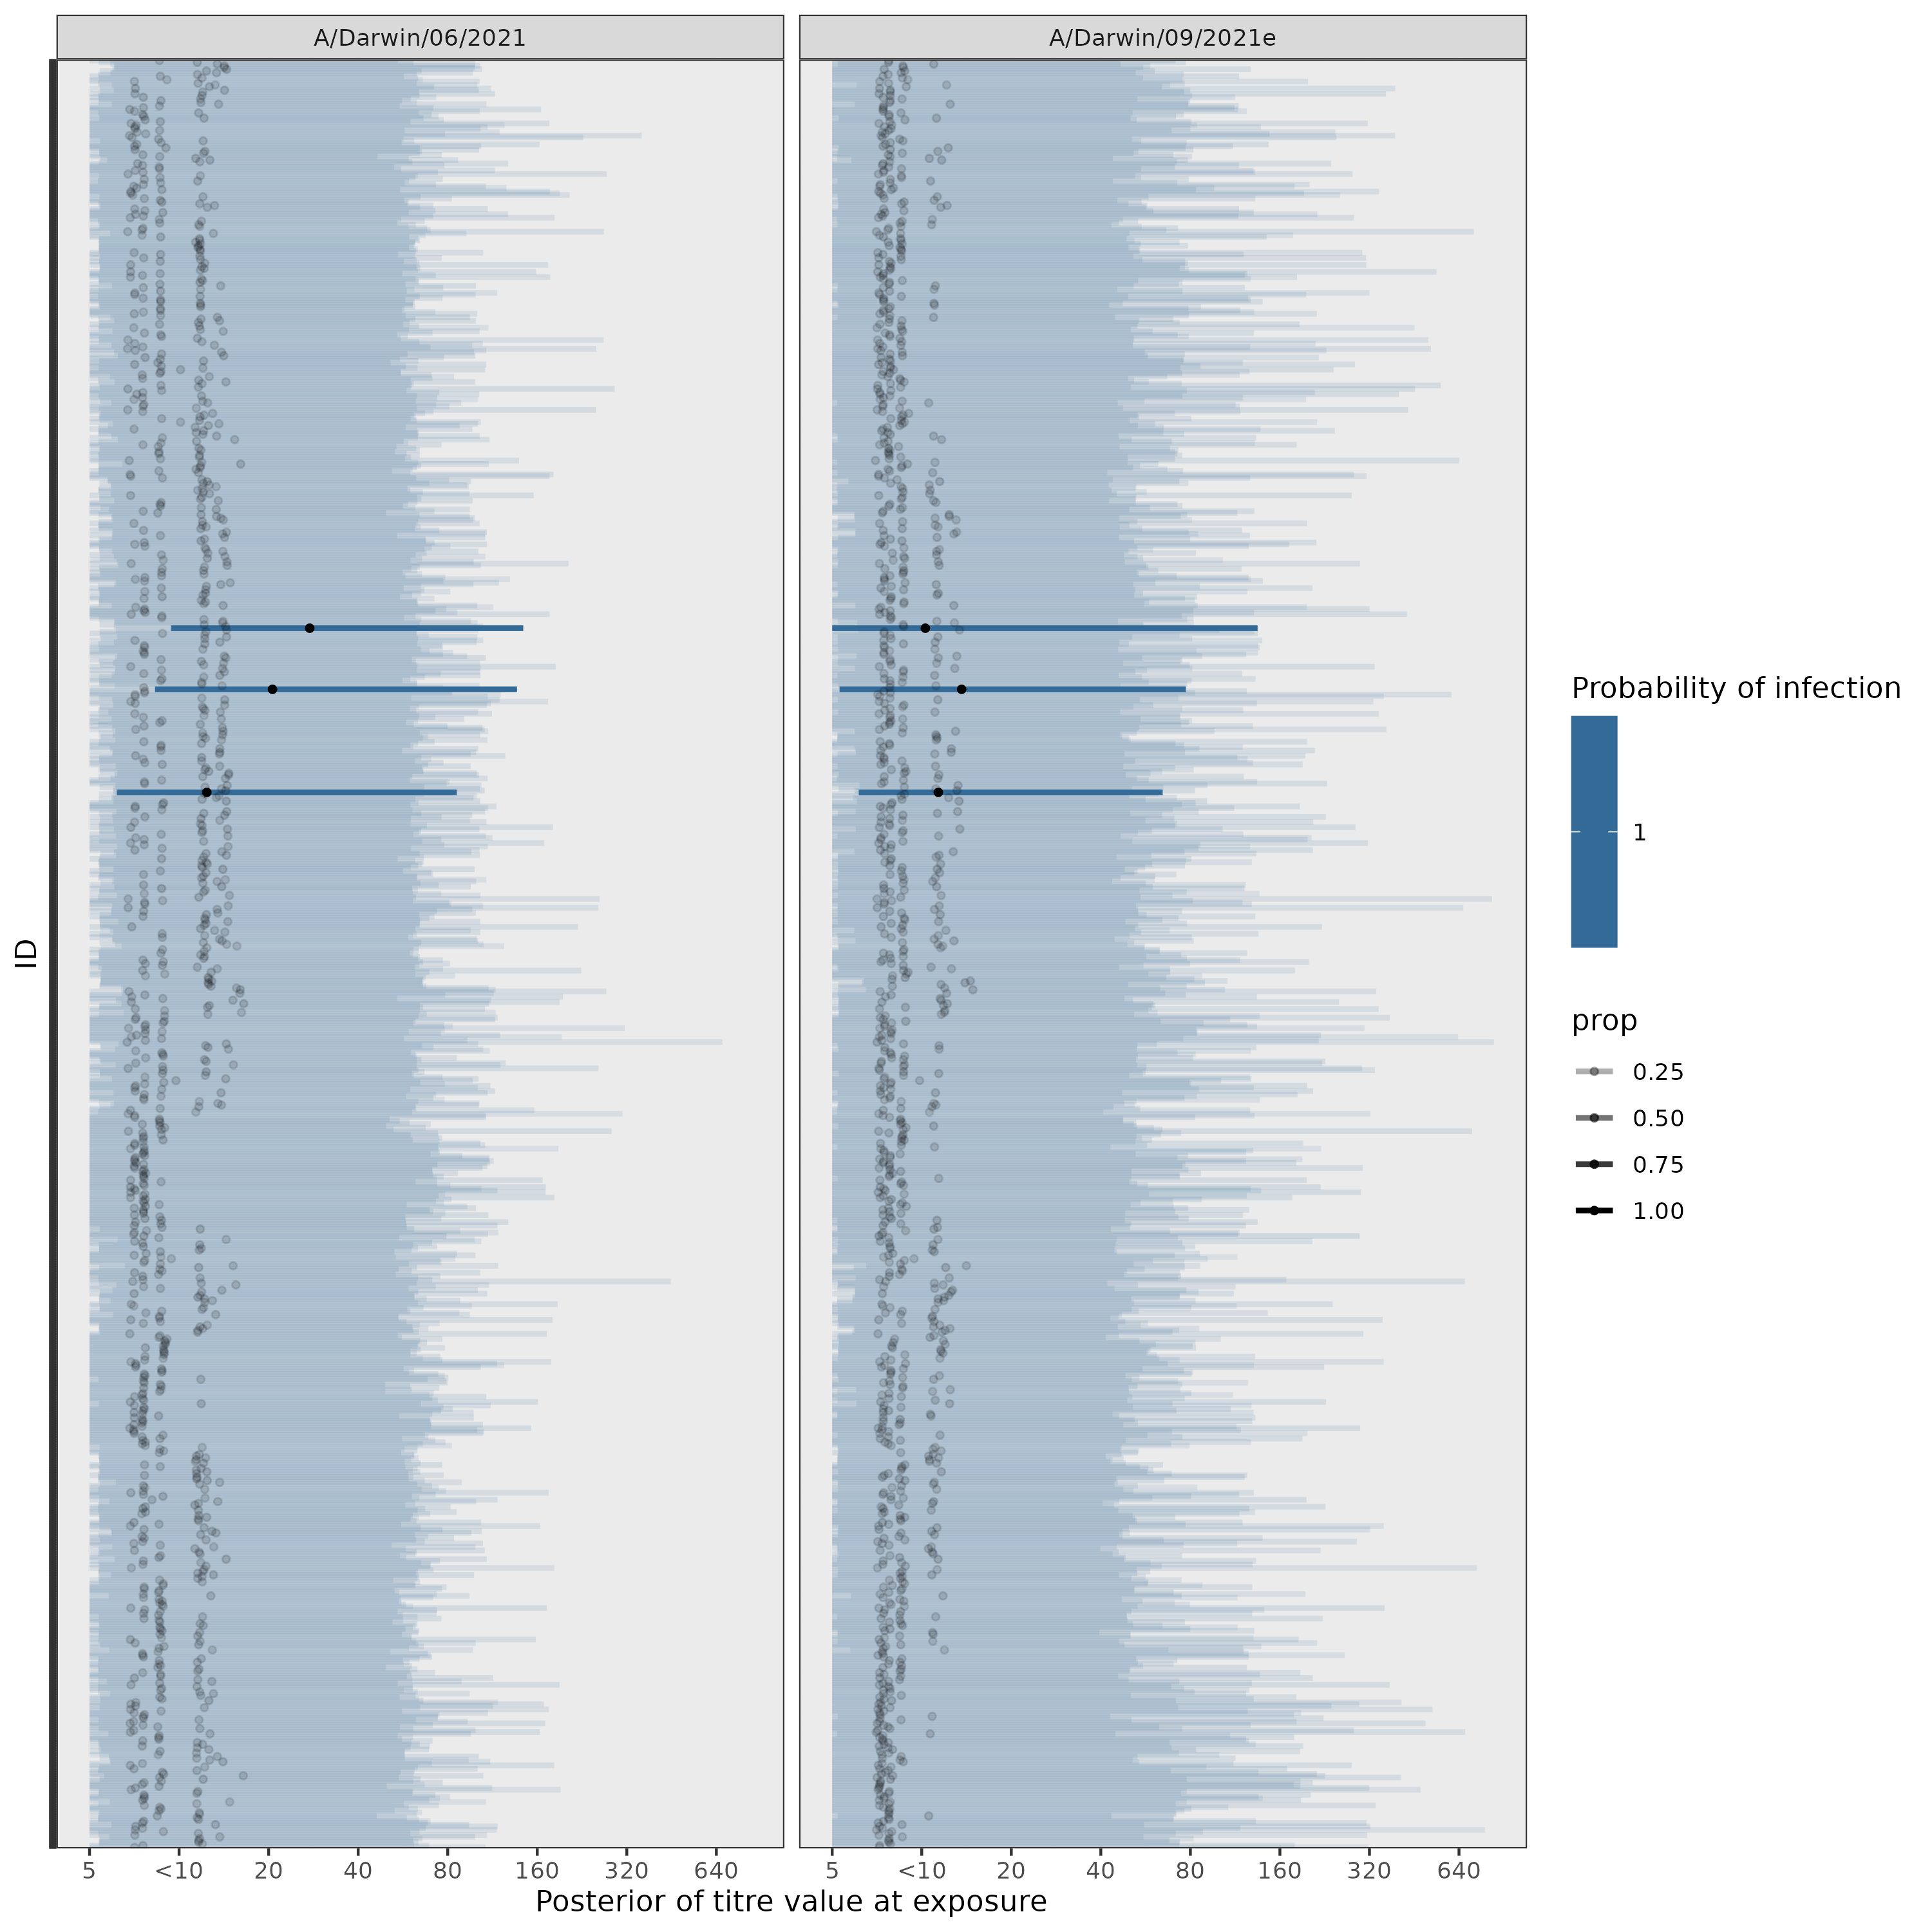 A/Darwin/06/2021
A/Darwin/09/2021e
ID
5 <10 20 40 80 160 320 640
5 <10 20 40 80 160 320 640
Posterior of titre value at exposure
Probability of infection
1
prop
0.25
0.50
0.75
1.00